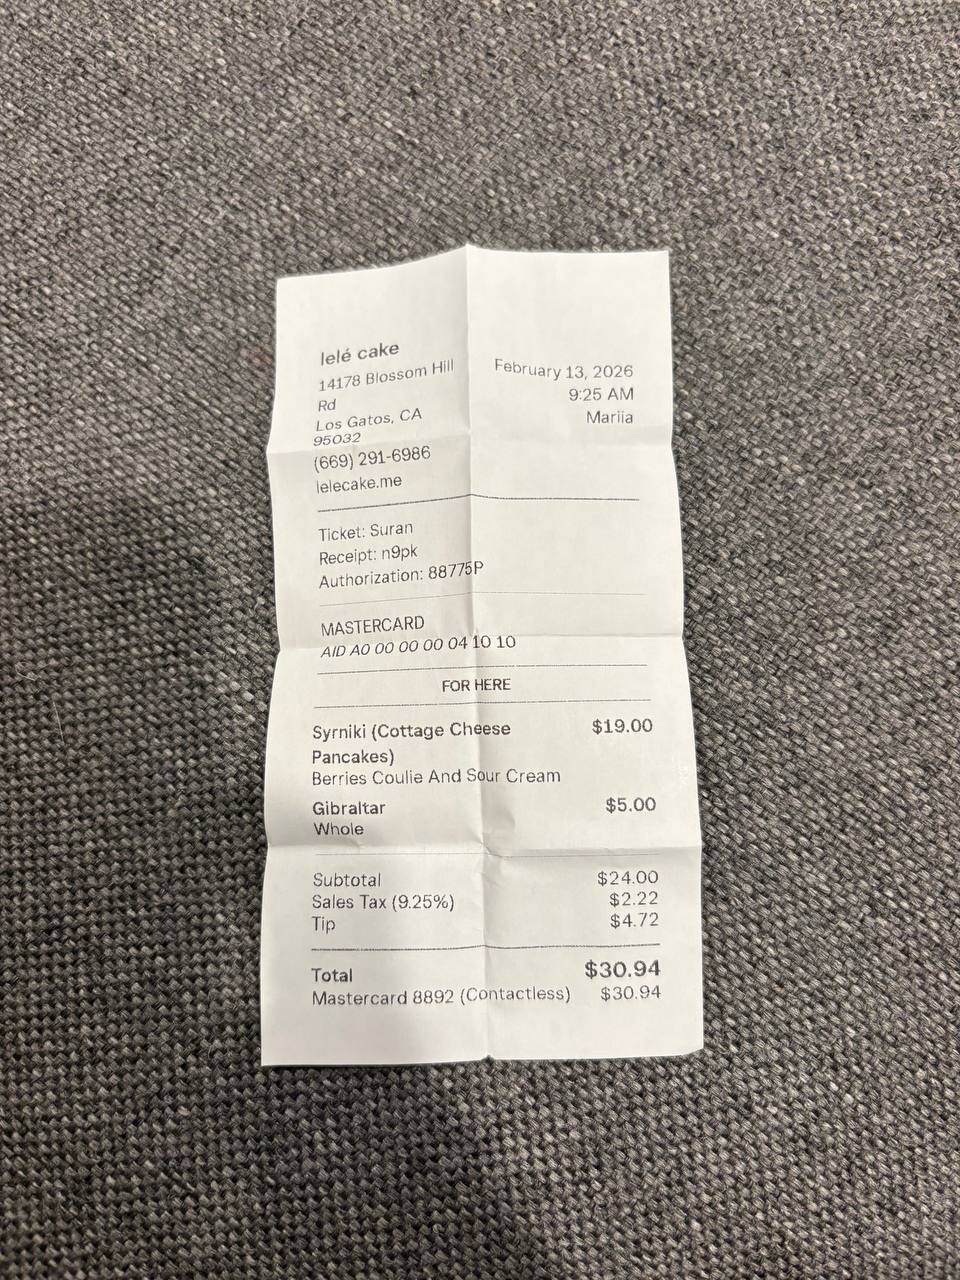 lelé cake
14178 Blossom Hill
Rd
Los Gatos, CA
95032
(669) 291-6986
lelecake.me
February 13, 2026
9:25 AM
Mariia
Ticket: Suran
Receipt: n9pk
Authorization: 88775P
MASTERCARD
AID A0 00 00 00 04 10 10
FOR HERE
Syrniki (Cottage Cheese $19.00
Pancakes)
Berries Coulie And Sour Cream
Gibraltar $5.00
Whole
Subtotal $24.00
Sales Tax (9.25%) $2.22
Tip $4.72
Total $30.94
Mastercard 8892 (Contactless) $30.94